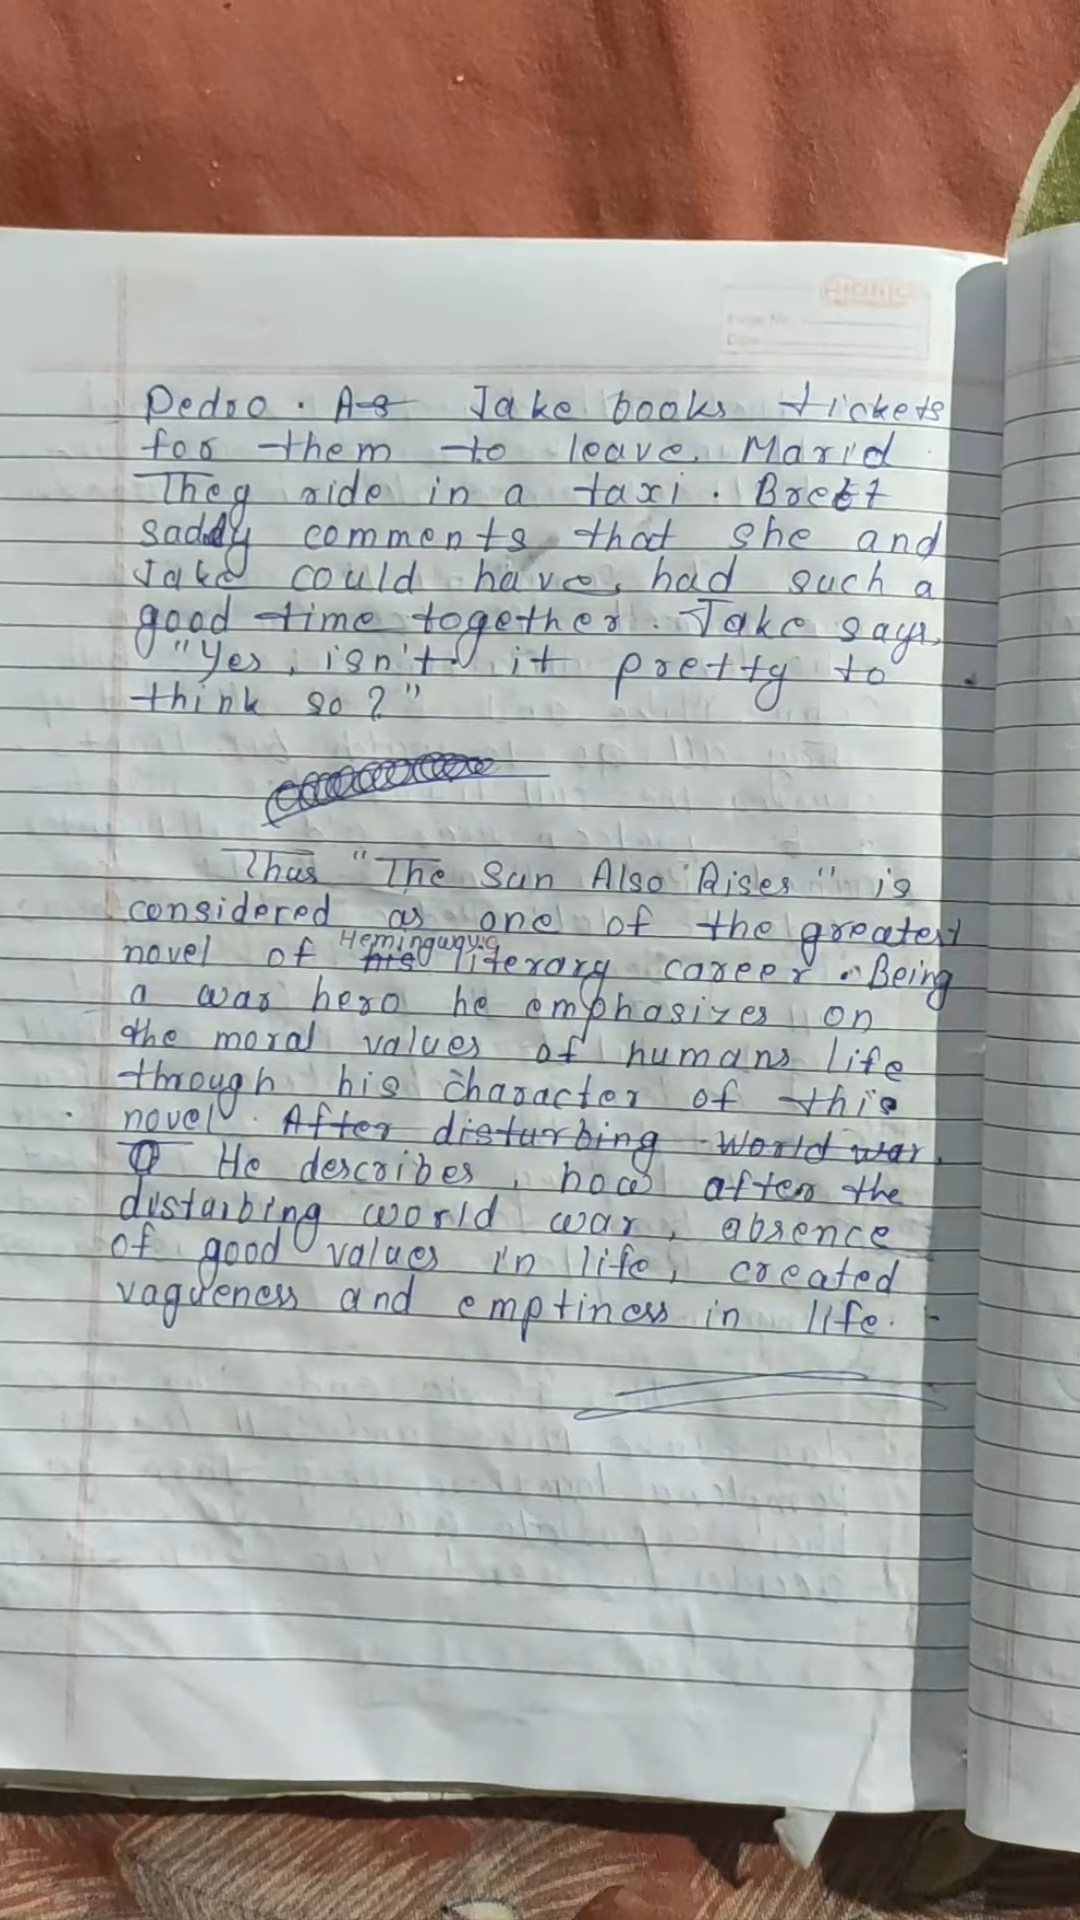 Pedro. As Jake books tickets
for them to leave Marid
They ride in a taxi. Brett
saddly comments that she and
Jake could have, had such a
good time together. Jake says,
"Yes, isn't it pretty to
think so?"
Thus "The Sun Also Rises" is
considered as one of the greatest
novel of his Hemingway's literary career. Being
a war hero he emphasizes on
the moral values of humans life
through his character of this
novel. After disturbing World war,
He describes, how after the
disturbing world war, absence
of good values in life, created
vagueness and emptiness in life.